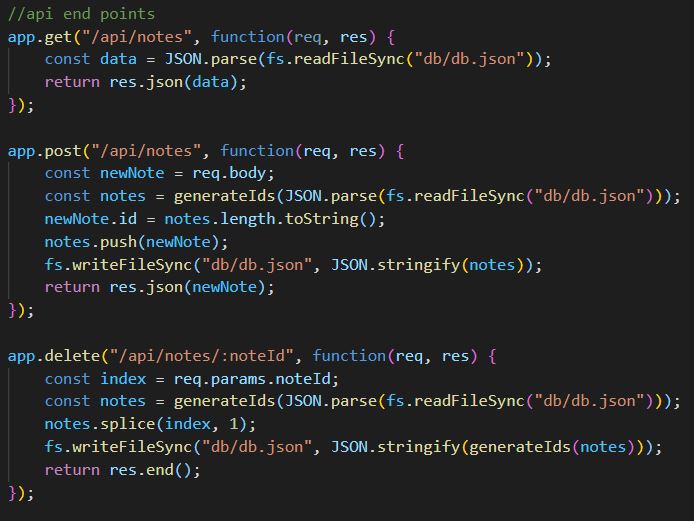 //api end points
app.get("/api/notes", function(req, res) {
    const data = JSON.parse(fs.readFileSync("db/db.json"));
    return res.json(data);
});

app.post("/api/notes", function(req, res) {
    const newNote = req.body;
    const notes = generateIds(JSON.parse(fs.readFileSync("db/db.json")));
    newNote.id = notes.length.toString();
    notes.push(newNote);
    fs.writeFileSync("db/db.json", JSON.stringify(notes));
    return res.json(newNote);
});

app.delete("/api/notes/:noteId", function(req, res) {
    const index = req.params.noteId;
    const notes = generateIds(JSON.parse(fs.readFileSync("db/db.json")));
    notes.splice(index, 1);
    fs.writeFileSync("db/db.json", JSON.stringify(generateIds(notes)));
    return res.end();
});